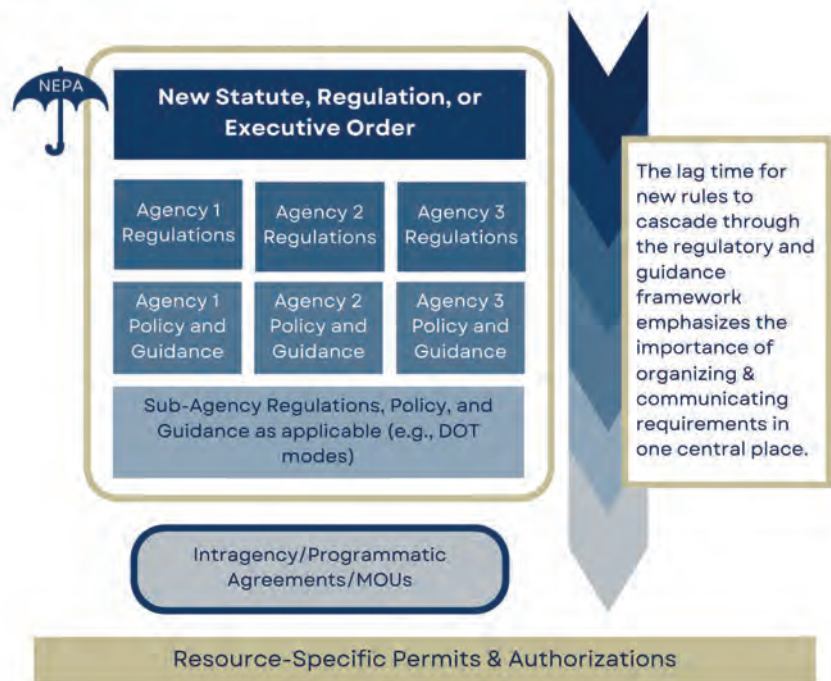 NEPA
New Statute, Regulation, or
Executive Order
Agency 1
Regulations
Agency 2
Regulations
Agency 3
Regulations
Agency 1
Policy and
Guidance
Agency 2
Policy and
Guidance
Agency 3
Policy and
Guidance
Sub-Agency Regulations, Policy, and
Guidance as applicable (e.g., DOT
modes)
The lag time for
new rules to
cascade through
the regulatory and
guidance
framework
emphasizes the
importance of
organizing &
communicating
requirements in
one central place.
Intragency/Programmatic
Agreements/MOUs
Resource-Specific Permits & Authorizations